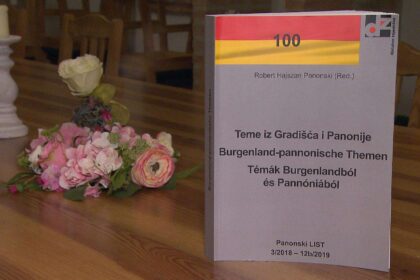 100
Robert Hajszan Panonski (Red.)
Teme iz Gradišća i Panonije
Burgenland-pannonische Themen
Témák Burgenlandból
és Pannóniából
Panonski LIST
3/2018 – 12b/2019